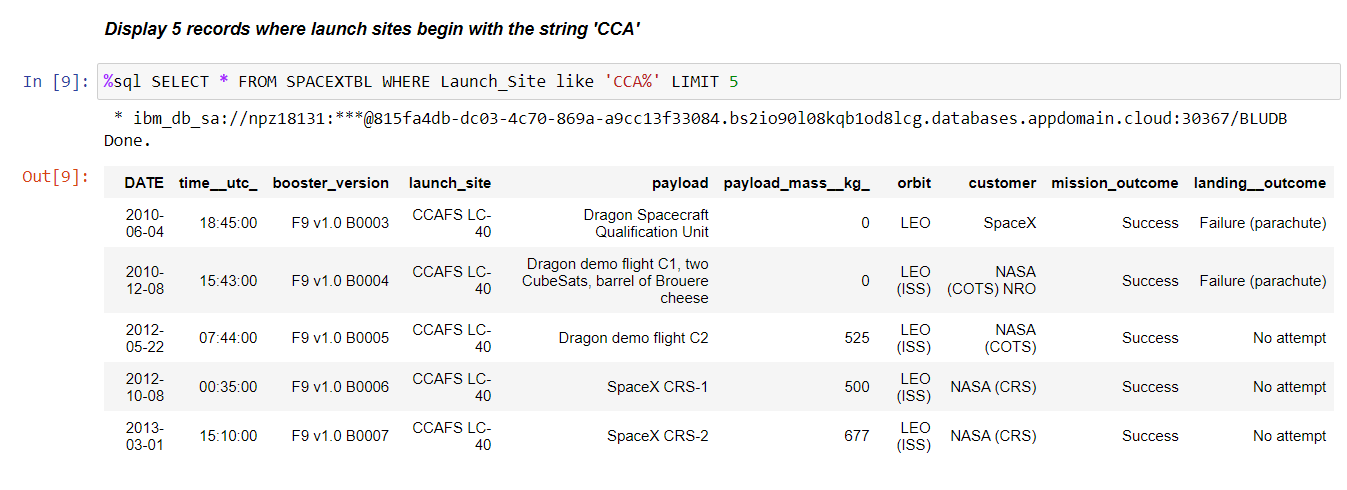 Display 5 records where launch sites begin with the string 'CCA'
In [9]: %sql SELECT * FROM SPACEXTBL WHERE Launch_Site like 'CCA%' LIMIT 5
* ibm_db_sa://npz18131:***@815fa4db-dc03-4c70-869a-a9cc13f33084.bs2io90l08kqb1od8lcg.databases.appdomain.cloud:30367/BLUDB
Done.
Out[9]:
DATE time__utc_ booster_version launch_site payload payload_mass__kg_ orbit customer mission_outcome landing__outcome
2010- CCAFS LC- Dragon Spacecraft
06-04 18:45:00 F9 v1.0 B0003 40 Qualification Unit 0 LEO SpaceX Success Failure (parachute)
Dragon demo flight C1, two
2010- CCAFS LC- CubeSats, barrel of Brouere LEO NASA
12-08 15:43:00 F9 v1.0 B0004 40 cheese 0 (ISS) (COTS) NRO Success Failure (parachute)
2012- CCAFS LC- LEO NASA
05-22 07:44:00 F9 v1.0 B0005 40 Dragon demo flight C2 525 (ISS) (COTS) Success No attempt
2012- CCAFS LC- LEO
10-08 00:35:00 F9 v1.0 B0006 40 SpaceX CRS-1 500 (ISS) NASA (CRS) Success No attempt
2013- CCAFS LC- LEO
03-01 15:10:00 F9 v1.0 B0007 40 SpaceX CRS-2 677 (ISS) NASA (CRS) Success No attempt